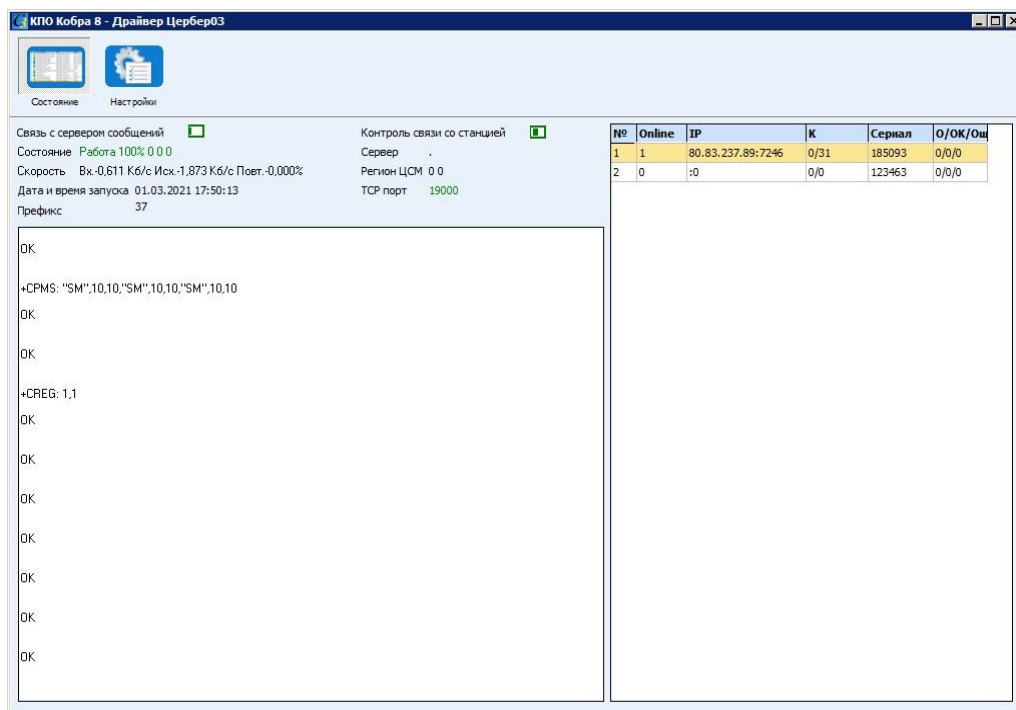 КПО Кобра 8 - Драйвер Цербер03
Состояние Настройки
Связь с сервером сообщений
Состояние Работа 100% 0 0 0
Скорость Вх.-0,611 Кб/с Исх.-1,873 Кб/с Повт.-0,000%
Дата и время запуска 01.03.2021 17:50:13
Префикс 37
Контроль связи со станцией
Сервер .
Регион ЦСМ 0 0
TCP порт 19000
OK
+CPMS: "SM",10,10,"SM",10,10,"SM",10,10
OK
OK
+CREG: 1,1
OK
OK
OK
OK
OK
OK
OK
№ Online IP К Сериал О/ОК/Ош
1 1 80.83.237.89:7246 0/31 185093 0/0/0
2 0 :0 0/0 123463 0/0/0